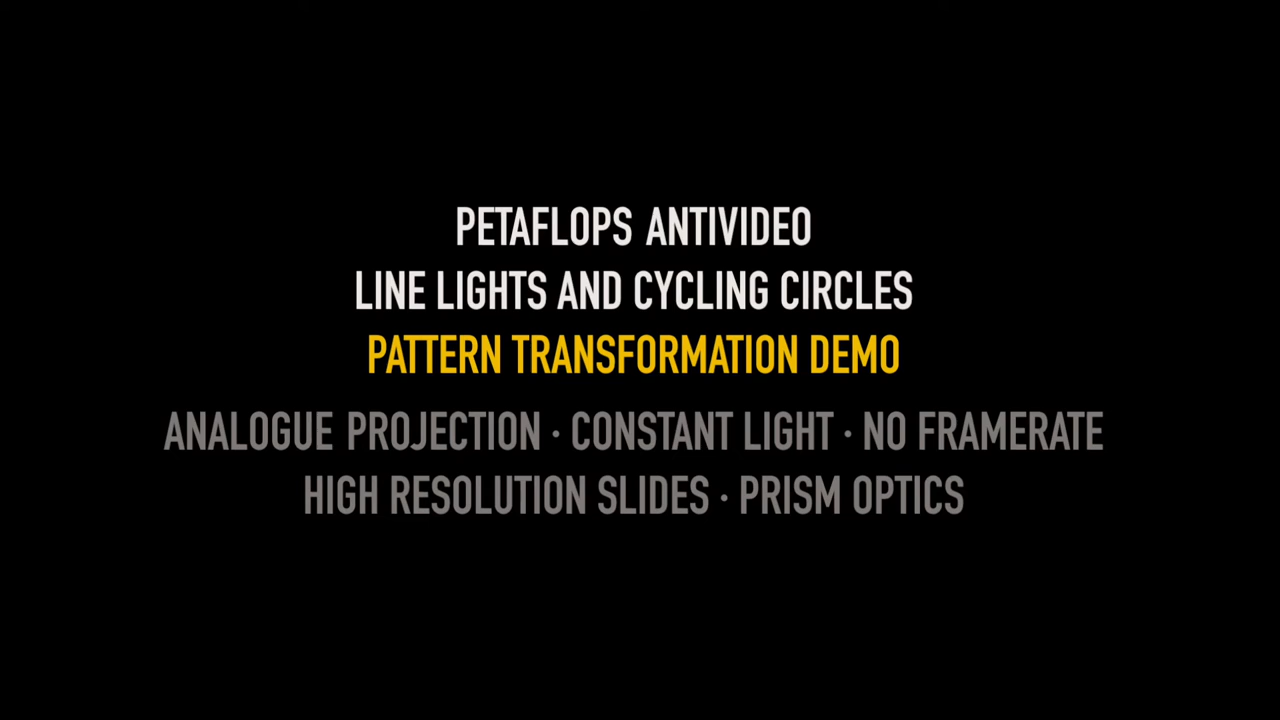 PETAFLOPS ANTIVIDEO
LINE LIGHTS AND CYCLING CIRCLES
PATTERN TRANSFORMATION DEMO
ANALOGUE PROJECTION · CONSTANT LIGHT · NO FRAMERATE
HIGH RESOLUTION SLIDES · PRISM OPTICS